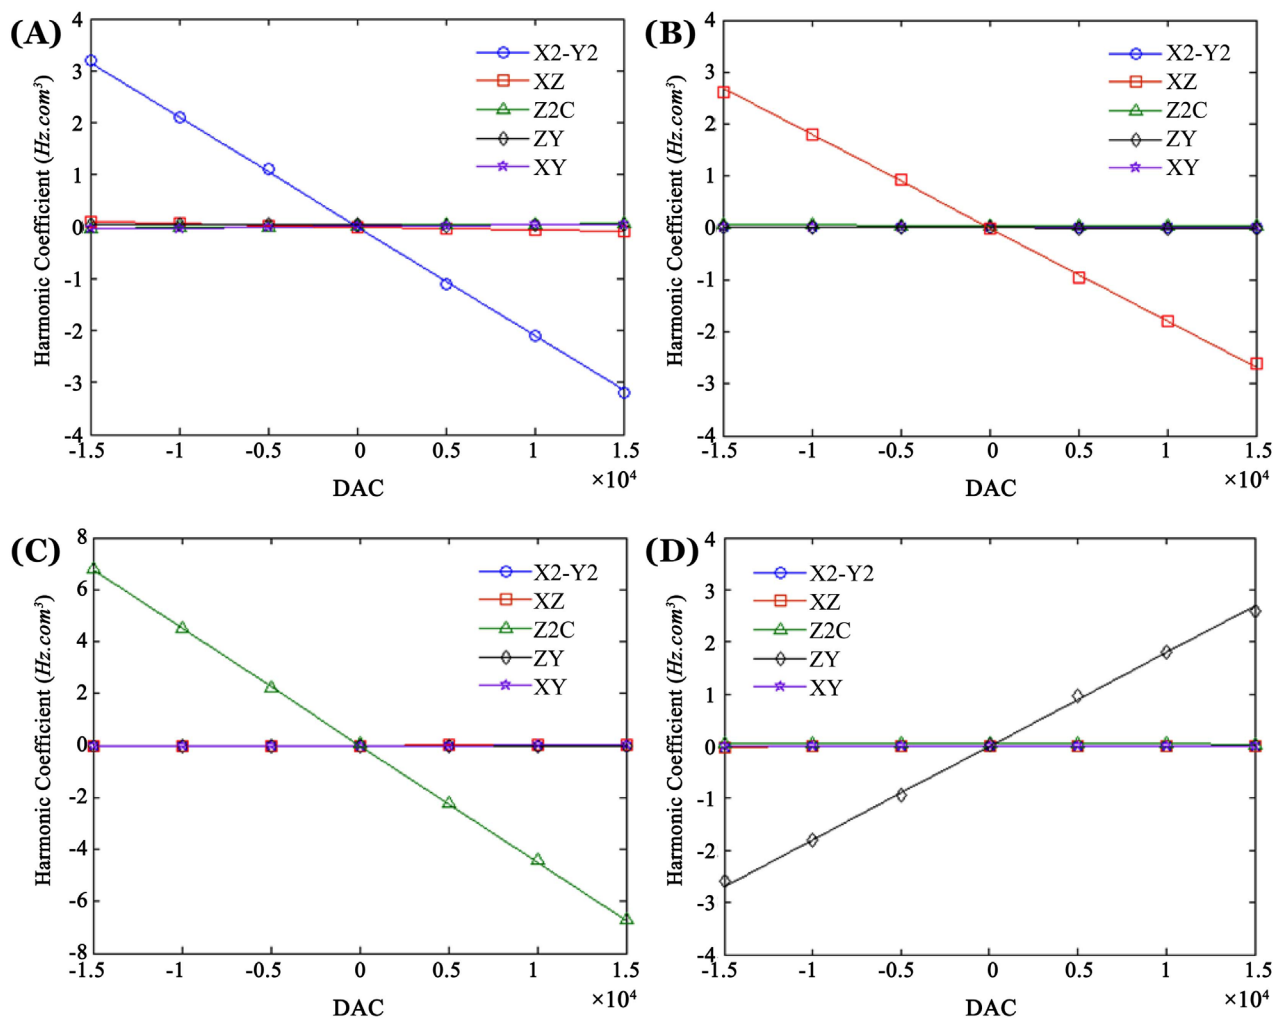 (A)
4
3
2
1
0
-1
-2
-3
-4
Harmonic Coefficient (Hz.com³)
X2-Y2
XZ
Z2C
ZY
XY
-1.5 -1 -0.5 0 0.5 1.0 1.5
×10⁴
DAC
(B)
4
3
2
1
0
-1
-2
-3
-4
Harmonic Coefficient (Hz.com³)
X2-Y2
XZ
Z2C
ZY
XY
-1.5 -1 -0.5 0 0.5 1.0 1.5
×10⁴
DAC
(C)
8
6
4
2
0
-2
-4
-6
-8
Harmonic Coefficient (Hz.com³)
X2-Y2
XZ
Z2C
ZY
XY
-1.5 -1 -0.5 0 0.5 1.0 1.5
×10⁴
DAC
(D)
4
3
2
1
0
-1
-2
-3
-4
Harmonic Coefficient (Hz.com³)
X2-Y2
XZ
Z2C
ZY
XY
-1.5 -1 -0.5 0 0.5 1.0 1.5
×10⁴
DAC